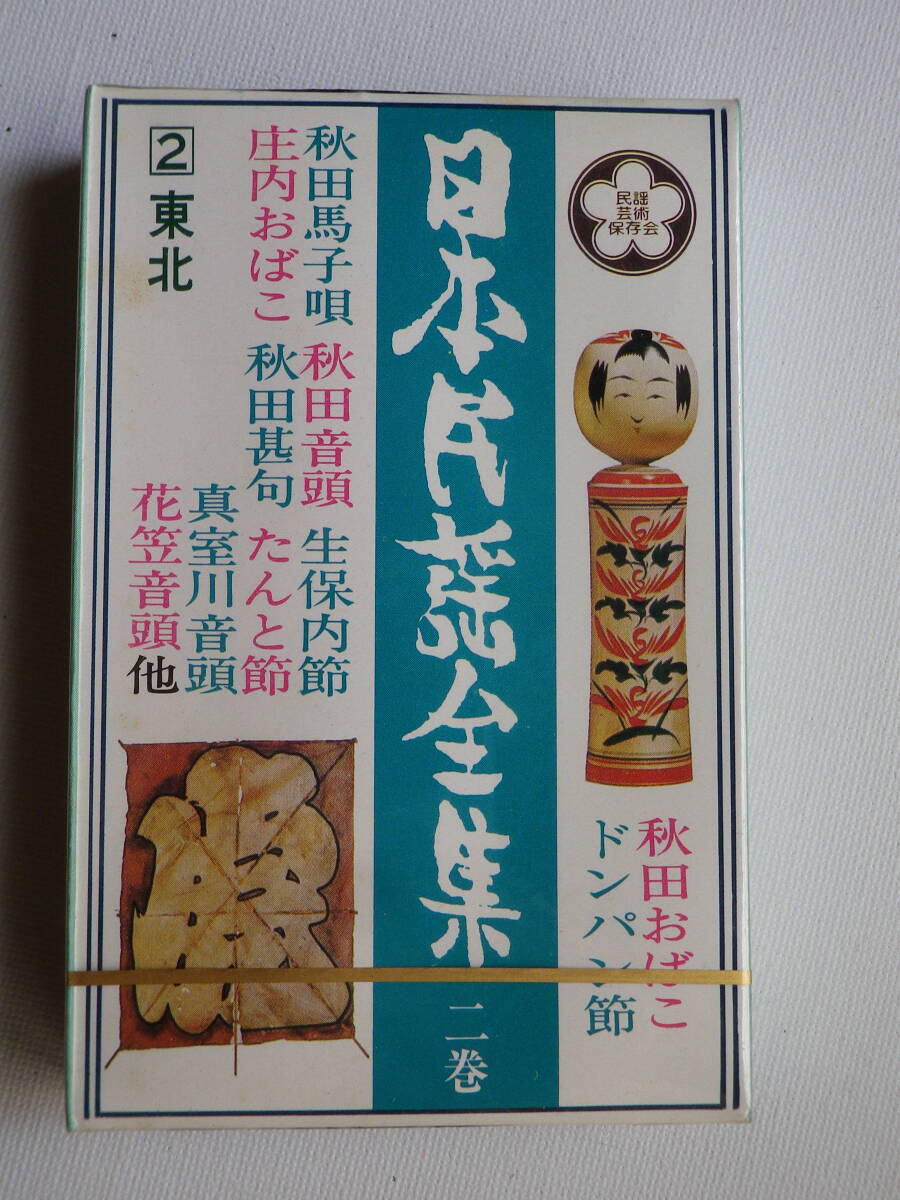 民謡
芸術
保存会
秋田おばこ
ドンパン節
日本民謡全集
二巻
秋田馬子唄
秋田音頭
生保内節
庄内おばこ
秋田甚句
たんと節
真室川音頭
花笠音頭他
2 東北